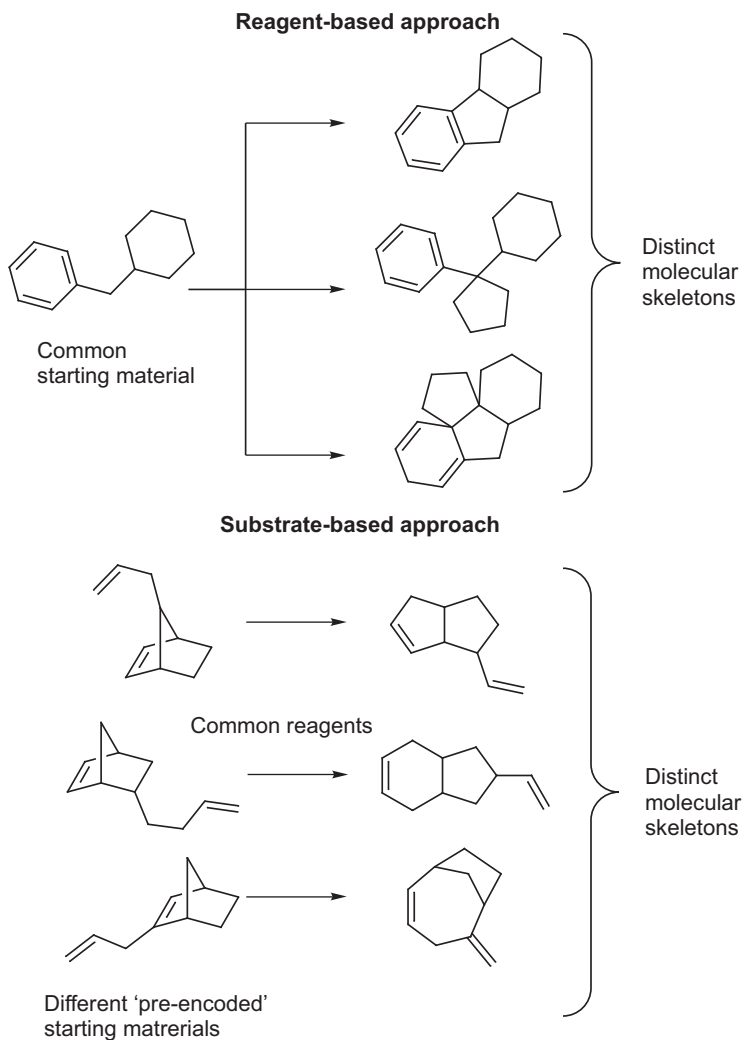 Reagent-based approach
Distinct
molecular
skeletons
Common
starting material
Substrate-based approach
Common reagents
Distinct
molecular
skeletons
Different ‘pre-encoded’
starting matrerials